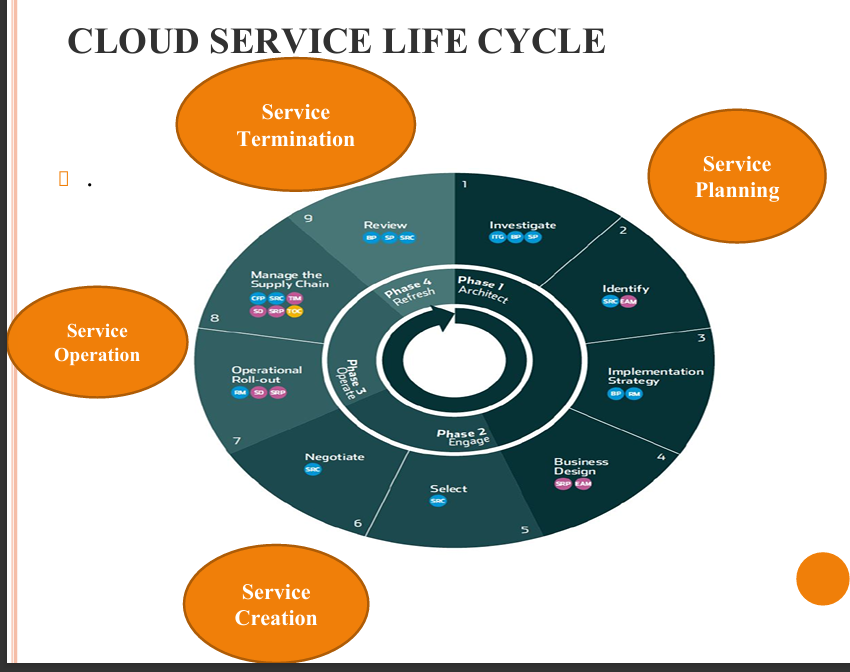 CLOUD SERVICE LIFE CYCLE
Service
Termination
Service
Planning
.
1
Investigate
ITG BP SP
2
Identify
SRC EAM
3
Implementation
Strategy
BP RM
4
Business
Design
SRP EAM
5
Select
SRC
6
Negotiate
SRC
7
Operational
Roll-out
RM SD SRP
8
Manage the
Supply Chain
CFP SRC TIM
SD SRP TOC
9
Review
BP SP SRC
Phase 1
Architect
Phase 2
Engage
Phase 3
Operate
Phase 4
Refresh
Service
Operation
Service
Creation